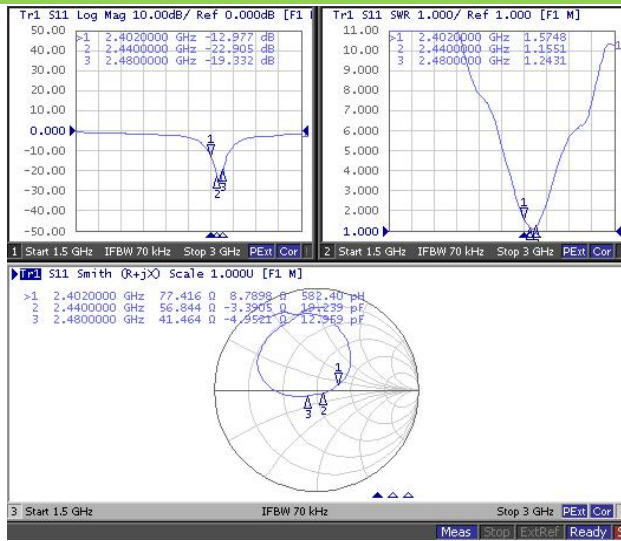 Tr1 S11 Log Mag 10.00dB/ Ref 0.000dB [F1
50.00
40.00
30.00
20.00
10.00
0.000
-10.00
-20.00
-30.00
-40.00
-50.00
>1 2.4020000 GHz -12.977 dB
2 2.4400000 GHz -22.905 dB
3 2.4800000 GHz -19.332 dB
1
2
3
1 Start 1.5 GHz IFBW 70 kHz Stop 3 GHz PExt Cor
Tr1 S11 SWR 1.000/ Ref 1.000 [F1 M]
11.00
10.00
9.000
8.000
7.000
6.000
5.000
4.000
3.000
2.000
1.000
>1 2.4020000 GHz 1.5748
2 2.4400000 GHz 1.1551
3 2.4800000 GHz 1.2431
1
2 Start 1.5 GHz IFBW 70 kHz Stop 3 GHz PExt Cor
Tr1 S11 Smith (R+jX) Scale 1.000U [F1 M]
>1 2.4020000 GHz 77.416 Ω 8.7898 Ω 582.40 pH
2 2.4400000 GHz 56.844 Ω -3.3905 Ω 19.239 pF
3 2.4800000 GHz 41.464 Ω -4.9521 Ω 12.959 pF
1
3
2
3 Start 1.5 GHz IFBW 70 kHz Stop 3 GHz PExt Cor
Meas Stop ExtRef Ready